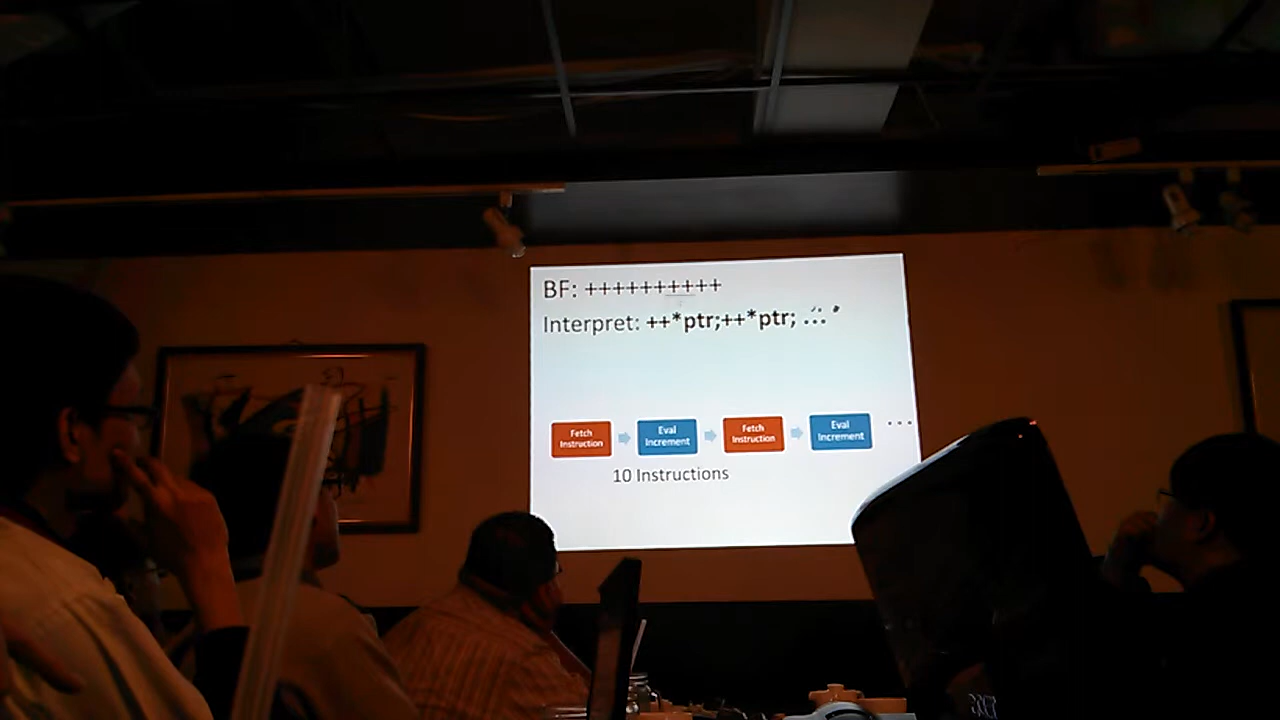 BF: ++++++++++
Interpret: ++*ptr;++*ptr; ...
Fetch Instruction
Eval Increment
Fetch Instruction
Eval Increment
...
10 Instructions